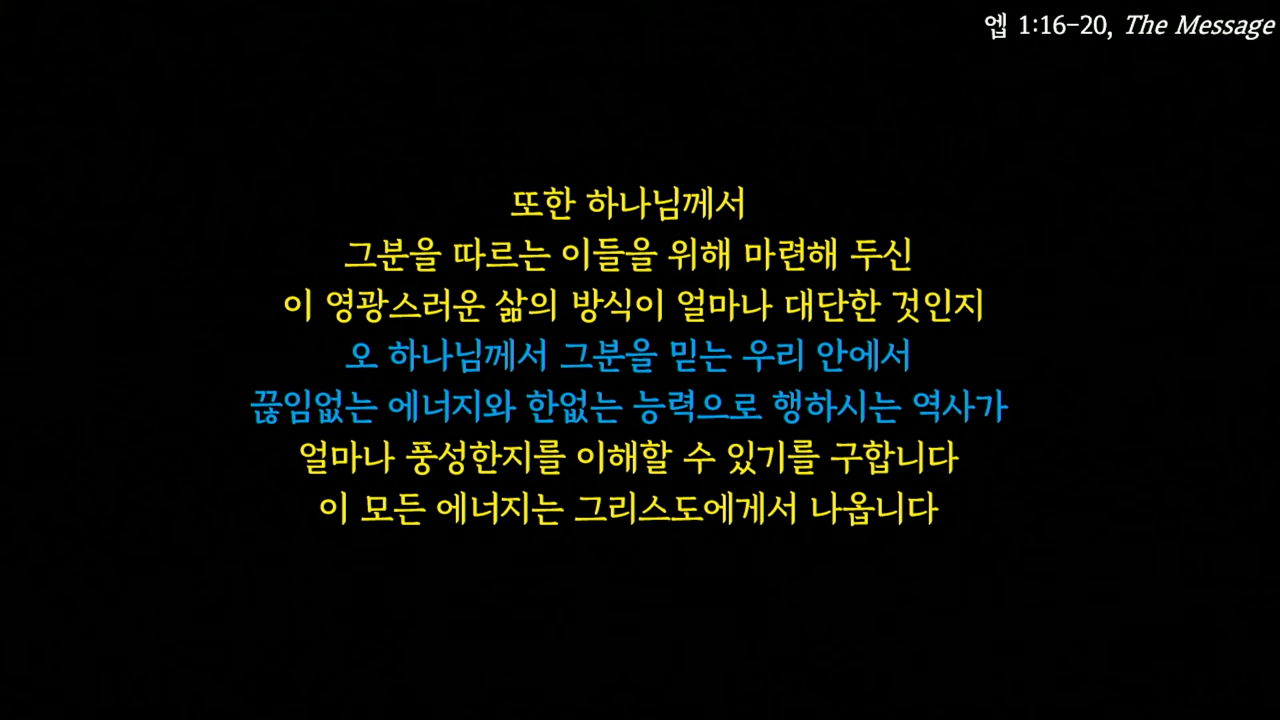 엡 1:16-20, The Message
또한 하나님께서
그분을 따르는 이들을 위해 마련해 두신
이 영광스러운 삶의 방식이 얼마나 대단한 것인지
오 하나님께서 그분을 믿는 우리 안에서
끊임없는 에너지와 한없는 능력으로 행하시는 역사가
얼마나 풍성한지를 이해할 수 있기를 구합니다
이 모든 에너지는 그리스도에게서 나옵니다